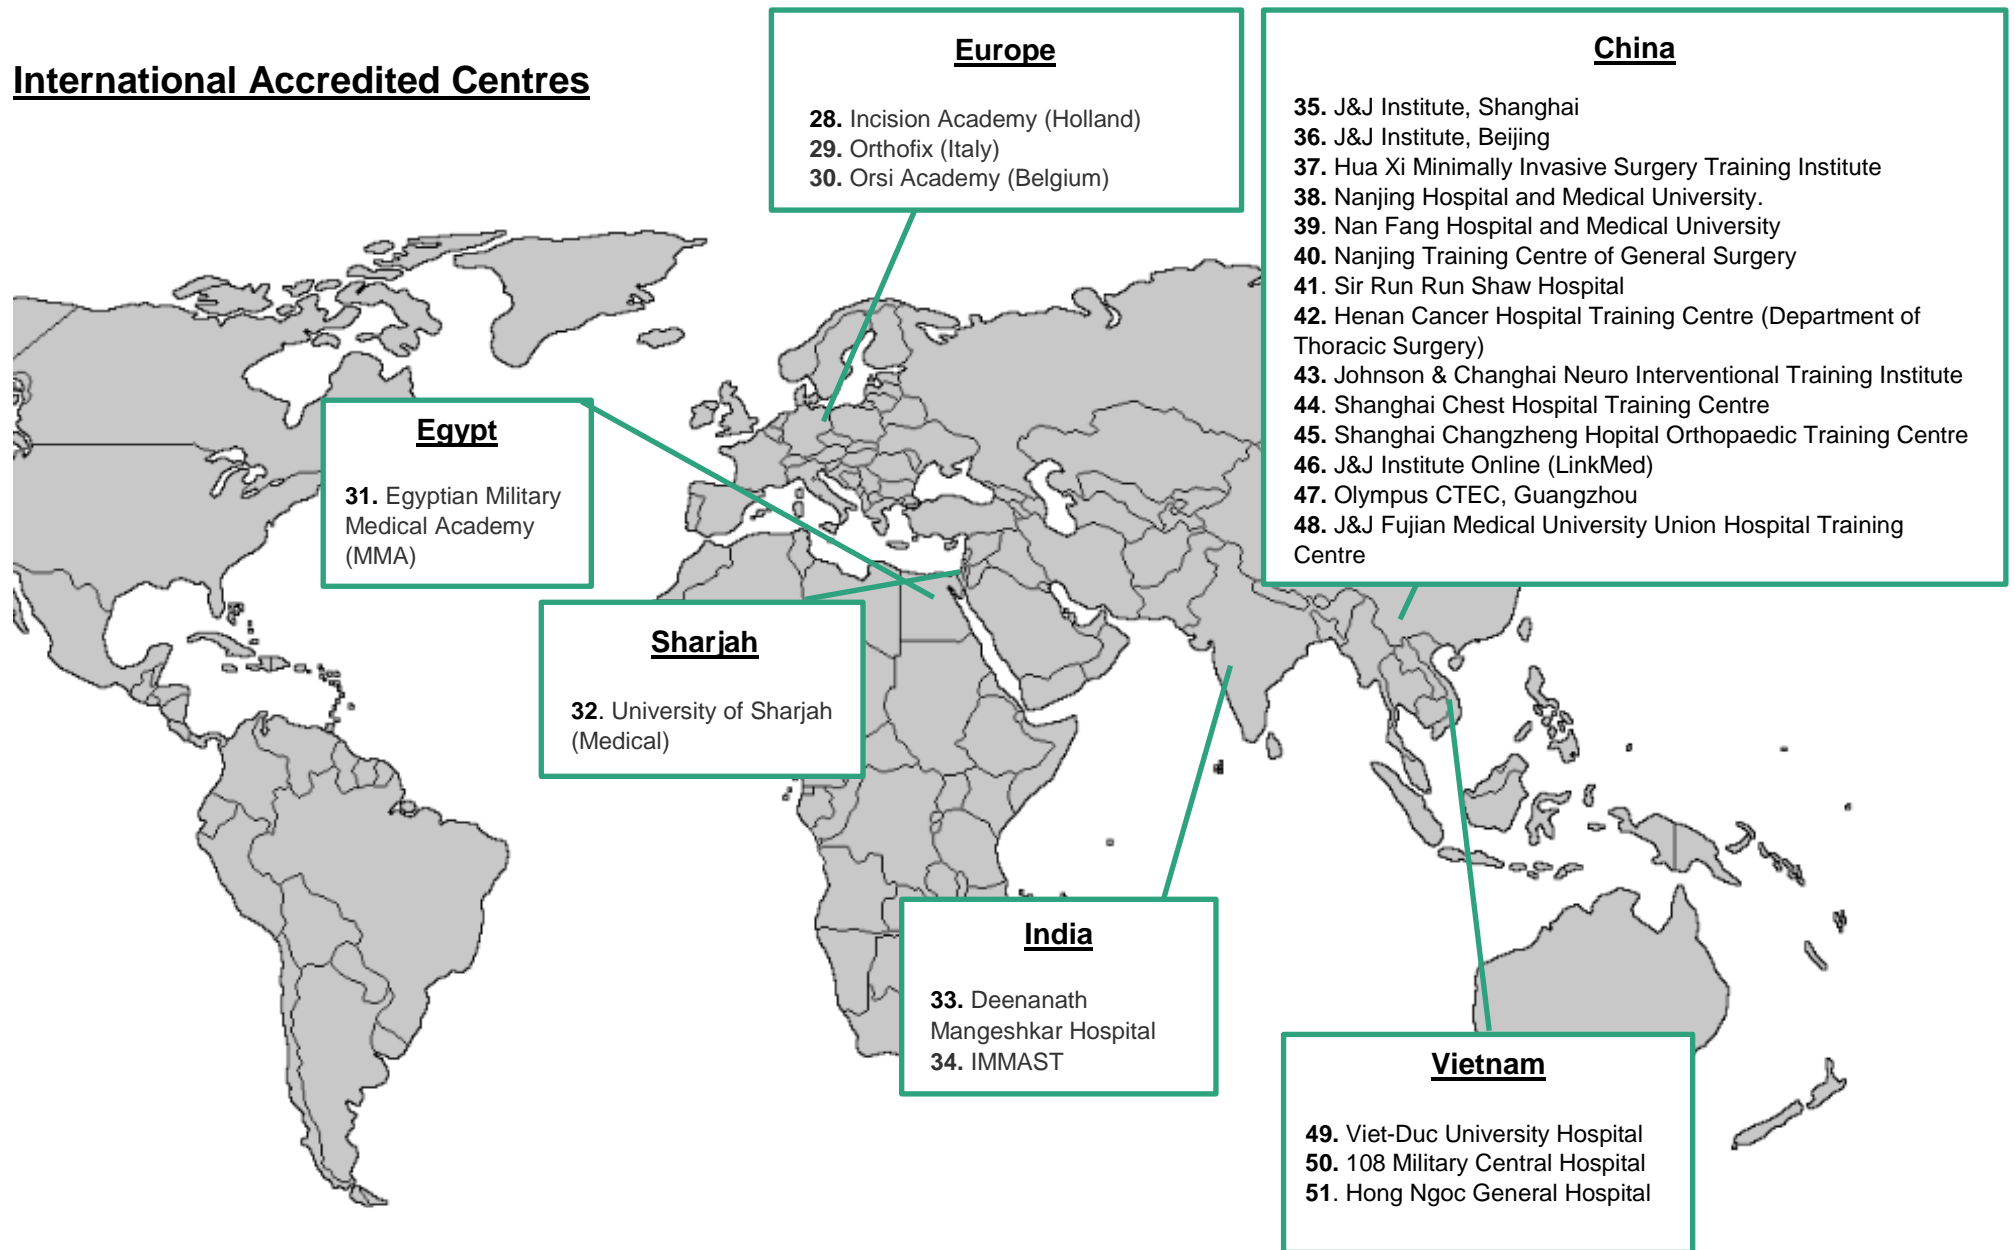 International Accredited Centres
Europe
28. Incision Academy (Holland)
29. Orthofix (Italy)
30. Orsi Academy (Belgium)
China
35. J&J Institute, Shanghai
36. J&J Institute, Beijing
37. Hua Xi Minimally Invasive Surgery Training Institute
38. Nanjing Hospital and Medical University.
39. Nan Fang Hospital and Medical University
40. Nanjing Training Centre of General Surgery
41. Sir Run Run Shaw Hospital
42. Henan Cancer Hospital Training Centre (Department of
Thoracic Surgery)
43. Johnson & Changhai Neuro Interventional Training Institute
44. Shanghai Chest Hospital Training Centre
45. Shanghai Changzheng Hopital Orthopaedic Training Centre
46. J&J Institute Online (LinkMed)
47. Olympus CTEC, Guangzhou
48. J&J Fujian Medical University Union Hospital Training
Centre
Egypt
31. Egyptian Military
Medical Academy
(MMA)
Sharjah
32. University of Sharjah
(Medical)
India
33. Deenanath
Mangeshkar Hospital
34. IMMAST
Vietnam
49. Viet-Duc University Hospital
50. 108 Military Central Hospital
51. Hong Ngoc General Hospital